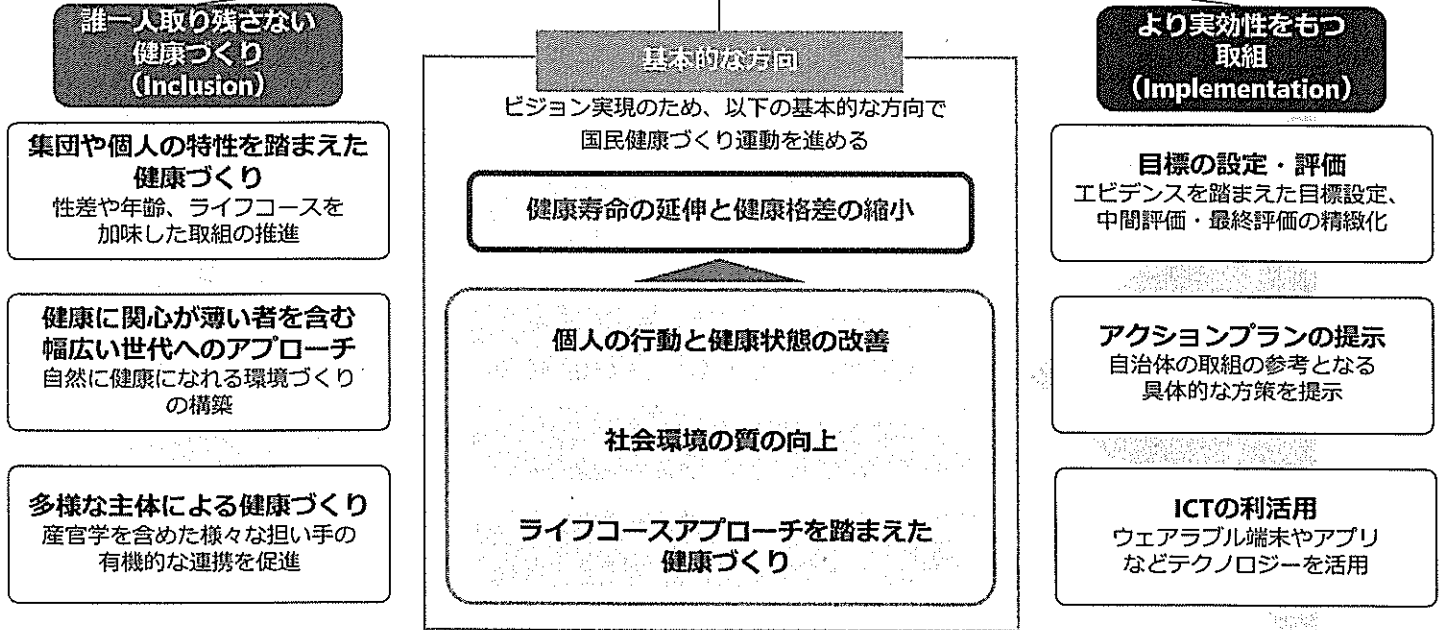 誰一人取り残さない
健康づくり
（Inclusion）
集団や個人の特性を踏まえた
健康づくり
性差や年齢、ライフコースを
加味した取組の推進
健康に関心が薄い者を含む
幅広い世代へのアプローチ
自然に健康になれる環境づくり
の構築
多様な主体による健康づくり
産官学を含めた様々な担い手の
有機的な連携を促進
基本的な方向
ビジョン実現のため、以下の基本的な方向で
国民健康づくり運動を進める
健康寿命の延伸と健康格差の縮小
個人の行動と健康状態の改善
社会環境の質の向上
ライフコースアプローチを踏まえた
健康づくり
より実効性をもつ
取組
（Implementation）
目標の設定・評価
エビデンスを踏まえた目標設定、
中間評価・最終評価の精緻化
アクションプランの提示
自治体の取組の参考となる
具体的な方策を提示
ICTの利活用
ウェアラブル端末やアプリ
などテクノロジーを活用